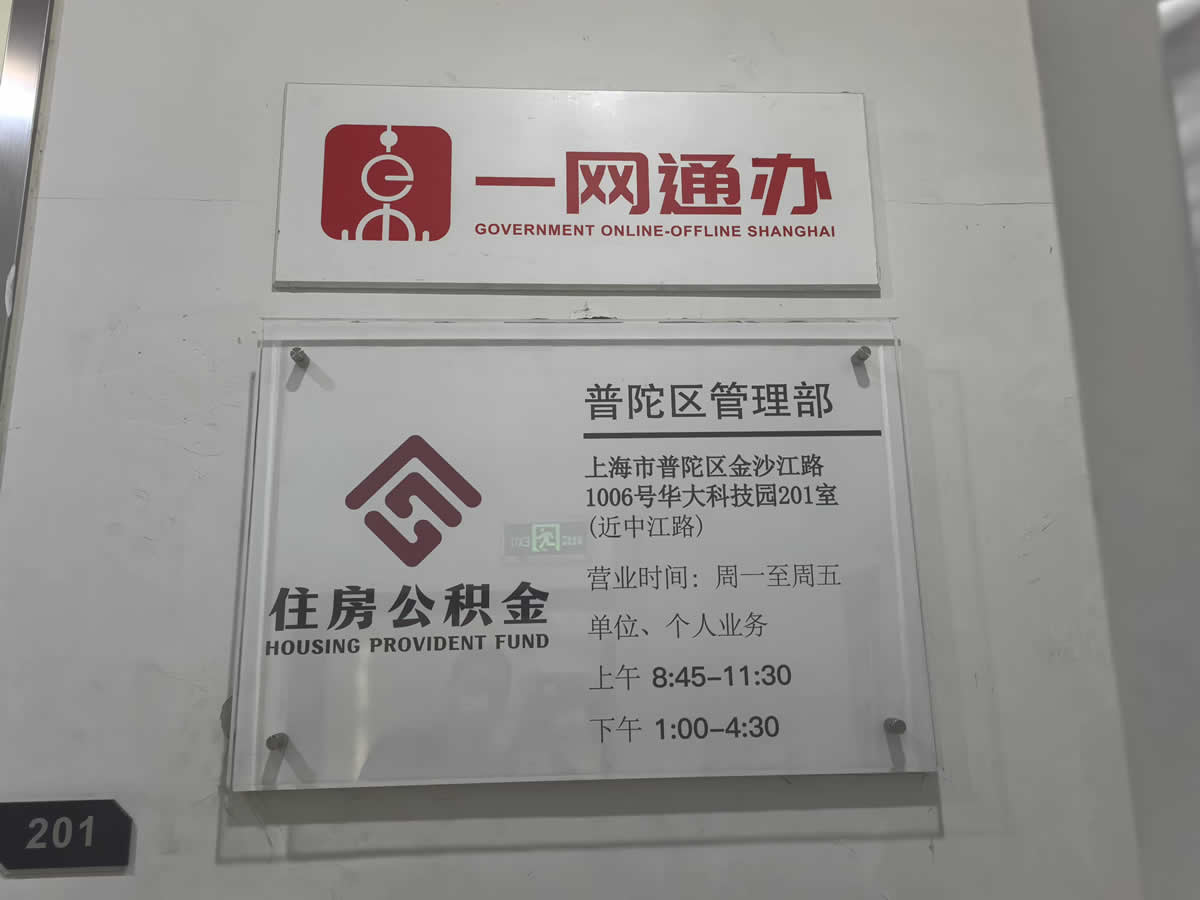 一网通办
GOVERNMENT ONLINE-OFFLINE SHANGHAI
住房公积金
HOUSING PROVIDENT FUND
普陀区管理部
上海市普陀区金沙江路
1006号华大科技园201室
(近中江路)
营业时间：周一至周五
单位、个人业务
上午 8:45-11:30
下午 1:00-4:30
201